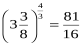 (3 3/8)^(4/3) = 81/16